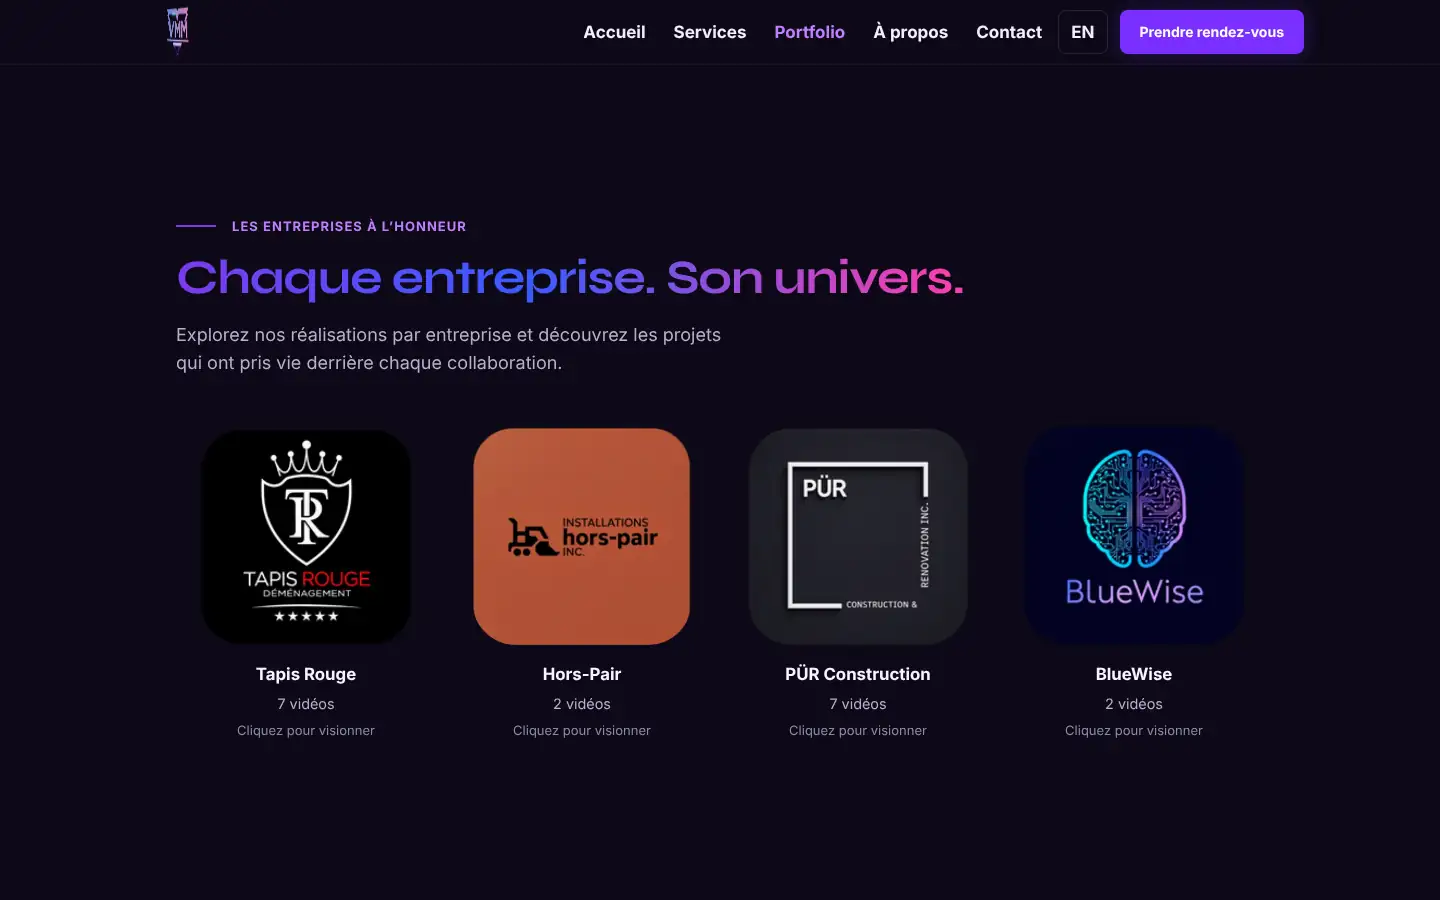 VMM
Accueil
Services
Portfolio
À propos
Contact
EN
Prendre rendez-vous
LES ENTREPRISES À L’HONNEUR
Chaque entreprise. Son univers.
Explorez nos réalisations par entreprise et découvrez les projets
qui ont pris vie derrière chaque collaboration.
TR
TAPIS ROUGE
DÉMÉNAGEMENT
Tapis Rouge
7 vidéos
Cliquez pour visionner
INSTALLATIONS
hors-pair
INC.
Hors-Pair
2 vidéos
Cliquez pour visionner
PÜR
CONSTRUCTION &
RENOVATION INC.
PÜR Construction
7 vidéos
Cliquez pour visionner
BlueWise
BlueWise
2 vidéos
Cliquez pour visionner